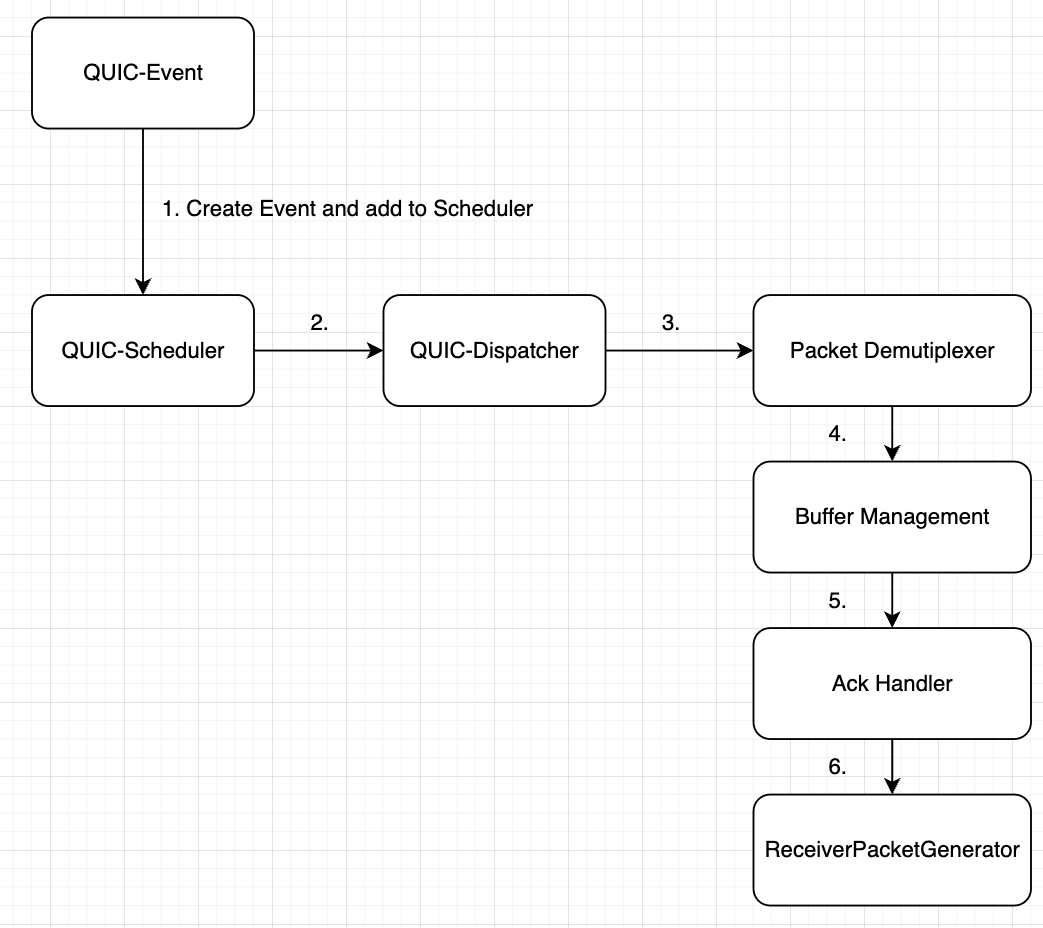 QUIC-Event
1. Create Event and add to Scheduler
QUIC-Scheduler
2.
QUIC-Dispatcher
3.
Packet Demutiplexer
4.
Buffer Management
5.
Ack Handler
6.
ReceiverPacketGenerator